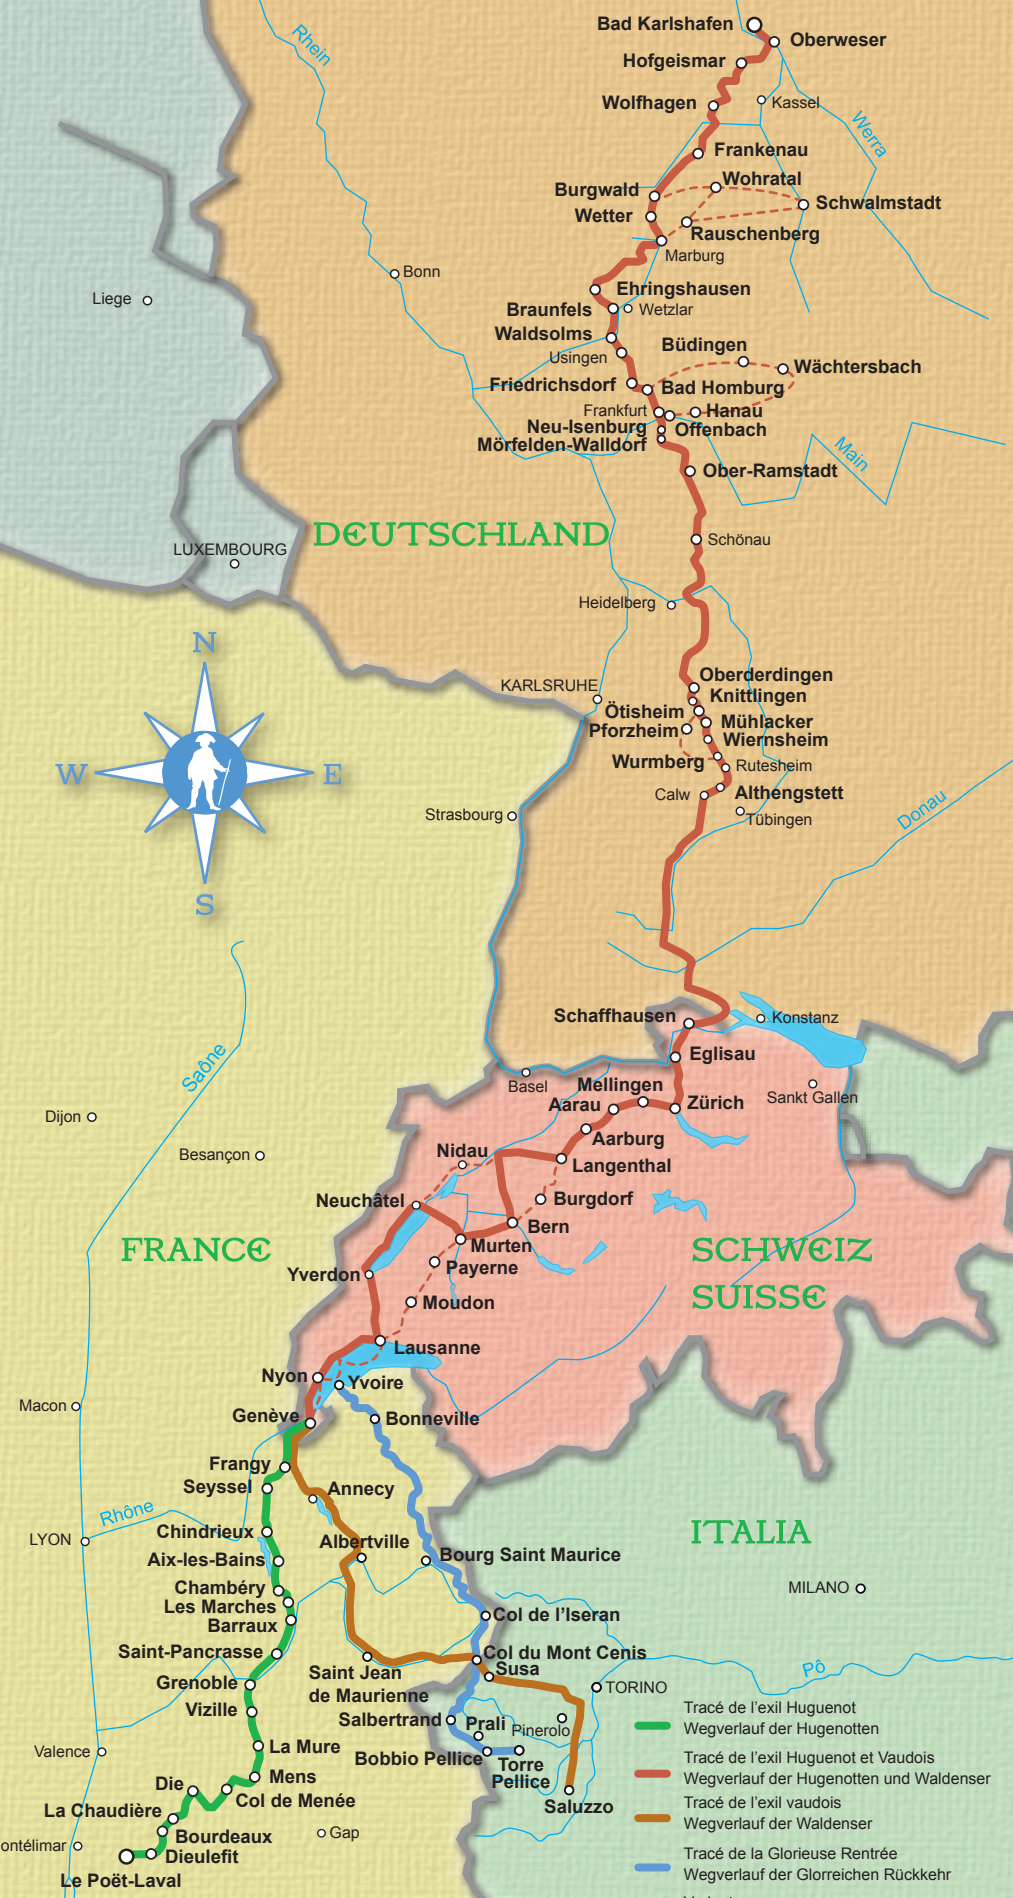 Bad Karlshafen
Oberweser
Rhein
Hofgeismar
Wolfhagen
Kassel
Werra
Frankenau
Wohratal
Burgwald
Schwalmstadt
Wetter
Rauschenberg
Marburg
Bonn
Liege
Ehringshausen
Braunfels
Wetzlar
Waldsolms
Büdingen
Usingen
Wächtersbach
Friedrichsdorf
Bad Homburg
Frankfurt
Hanau
Neu-Isenburg
Offenbach
Mörfelden-Walldorf
Main
Ober-Ramstadt
DEUTSCHLAND
LUXEMBOURG
Schönau
Heidelberg
N
Oberderdingen
KARLSRUHE
Knittlingen
Ötisheim
Mühlacker
Pforzheim
Wiernsheim
Wurmberg
Rutesheim
W
E
Calw
Althengstett
Strasbourg
Tübingen
Donau
S
Schaffhausen
Konstanz
Eglisau
Saône
Basel
Mellingen
Sankt Gallen
Aarau
Zürich
Dijon
Aarburg
Besançon
Nidau
Langenthal
Neuchâtel
Burgdorf
Bern
FRANCE
Murten
SCHWEIZ
Payerne
Yverdon
SUISSE
Moudon
Lausanne
Nyon
Yvoire
Macon
Genève
Bonneville
Frangy
Seyssel
Annecy
Rhône
Chindrieux
LYON
ITALIA
Albertville
Aix-les-Bains
Bourg Saint Maurice
Chambéry
MILANO
Les Marches
Barraux
Col de l'Iseran
Saint-Pancrasse
Col du Mont Cenis
Susa
Pô
Saint Jean
de Maurienne
Grenoble
TORINO
Vizille
Salbertrand
Prali
Pinerolo
Tracé de l'exil Huguenot
Wegverlauf der Hugenotten
La Mure
Valence
Bobbio Pellice
Torre
Pellice
Tracé de l'exil Huguenot et Vaudois
Wegverlauf der Hugenotten und Waldenser
Mens
Die
Col de Menée
Saluzzo
Tracé de l'exil vaudois
Wegverlauf der Waldenser
La Chaudière
Bourdeaux
Gap
ontélimar
Dieulefit
Tracé de la Glorieuse Rentrée
Wegverlauf der Glorreichen Rückkehr
Le Poët-Laval